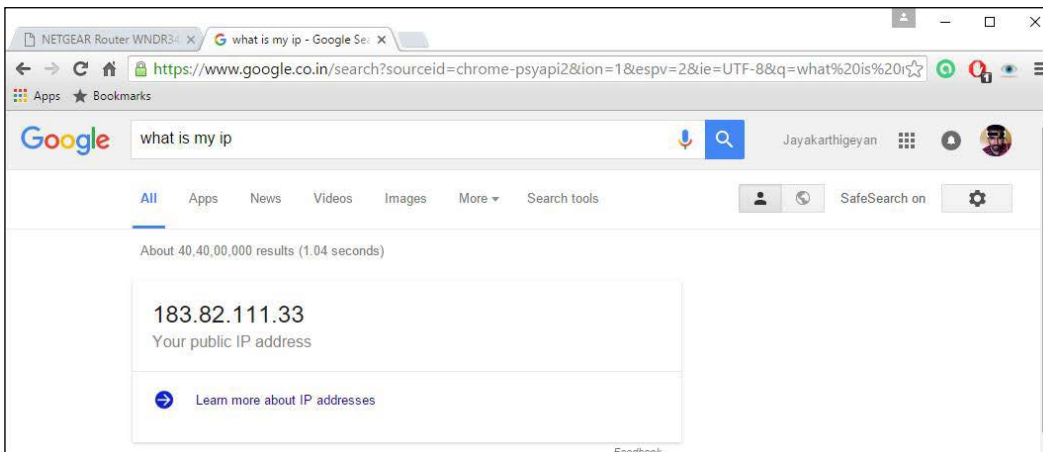 NETGEAR Router WNDR34
what is my ip - Google Sea
https://www.google.co.in/search?sourceid=chrome-psyapi2&ion=1&espv=2&ie=UTF-8&q=what%20is%20
1
Apps Bookmarks
Google what is my ip Jayakarthigeyan
All Apps News Videos Images More Search tools SafeSearch on
About 40,40,00,000 results (1.04 seconds)
183.82.111.33
Your public IP address
Learn more about IP addresses
Feedback